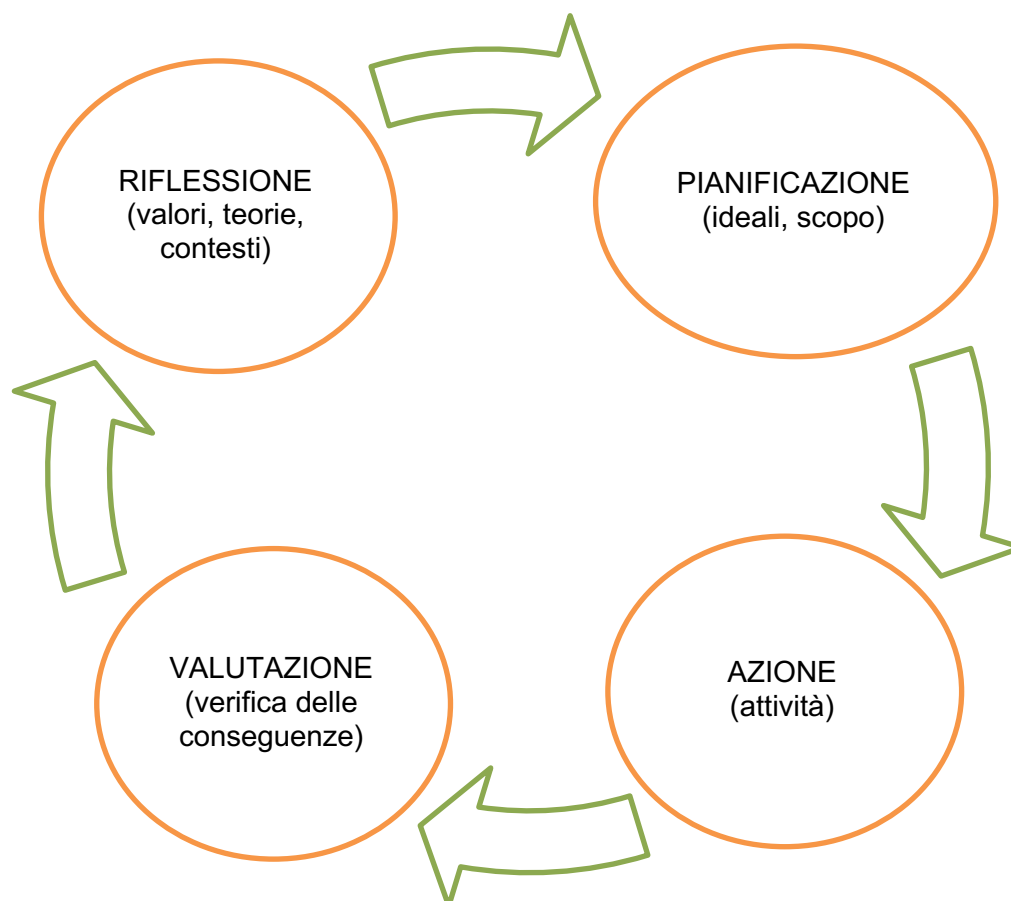 RIFLESSIONE
(valori, teorie,
contesti)
PIANIFICAZIONE
(ideali, scopo)
VALUTAZIONE
(verifica delle
conseguenze)
AZIONE
(attività)